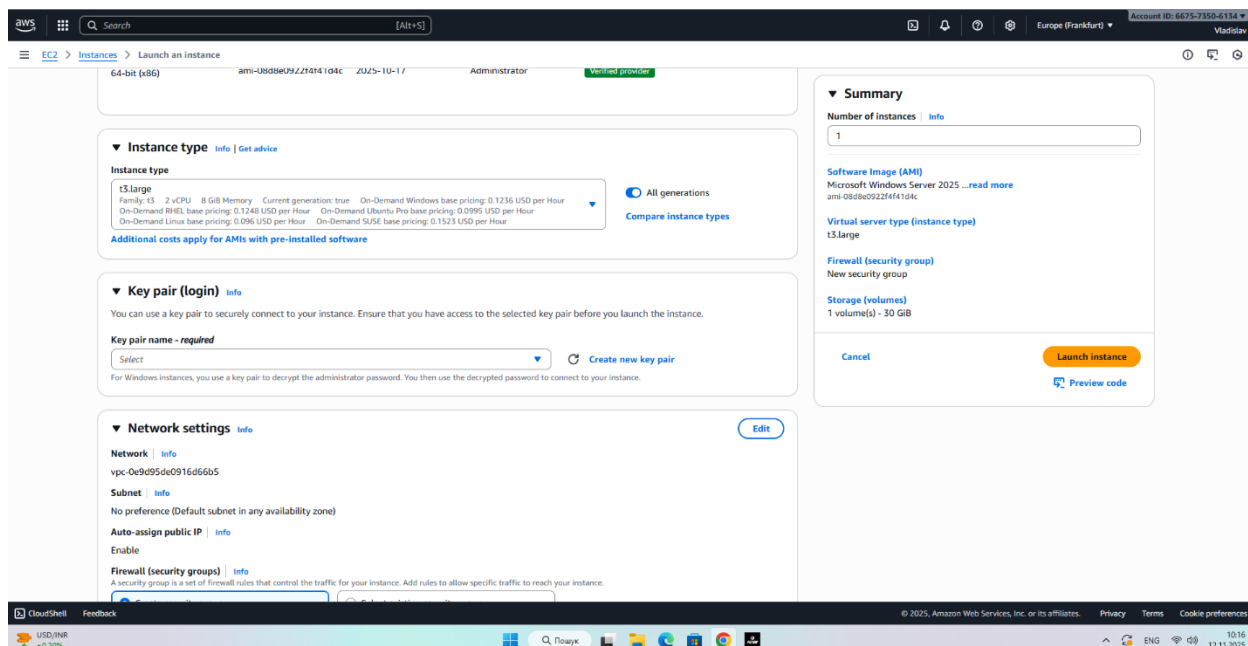 aws
Search [Alt+S]
Europe (Frankfurt)
Account ID: 6675-7350-6134
Vladislav
EC2 > Instances > Launch an instance
64-bit (x86) ami-08d8e0922f4f41d4c 2025-10-17 Administrator Verified provider
Instance type Info | Get advice
Instance type
t3.large
Family: t3 2 vCPU 8 GiB Memory Current generation: true On-Demand Windows base pricing: 0.1236 USD per Hour
On-Demand RHEL base pricing: 0.1248 USD per Hour On-Demand Ubuntu Pro base pricing: 0.0995 USD per Hour
On-Demand Linux base pricing: 0.096 USD per Hour On-Demand SUSE base pricing: 0.1523 USD per Hour
All generations
Compare instance types
Additional costs apply for AMIs with pre-installed software
Key pair (login) Info
You can use a key pair to securely connect to your instance. Ensure that you have access to the selected key pair before you launch the instance.
Key pair name - required
Select
Create new key pair
For Windows instances, you use a key pair to decrypt the administrator password. You then use the decrypted password to connect to your instance.
Network settings Info
Edit
Network Info
vpc-0e9d95de0916d66b5
Subnet Info
No preference (Default subnet in any availability zone)
Auto-assign public IP Info
Enable
Firewall (security groups) Info
A security group is a set of firewall rules that control the traffic for your instance. Add rules to allow specific traffic to reach your instance.
Summary
Number of instances Info
1
Software Image (AMI)
Microsoft Windows Server 2025 ...read more
ami-08d8e0922f4f41d4c
Virtual server type (instance type)
t3.large
Firewall (security group)
New security group
Storage (volumes)
1 volume(s) - 30 GiB
Cancel
Launch instance
Preview code
CloudShell Feedback
© 2025, Amazon Web Services, Inc. or its affiliates. Privacy Terms Cookie preferences
USD/INR
+0.20%
Пошук
ENG
10:16
12.11.2025